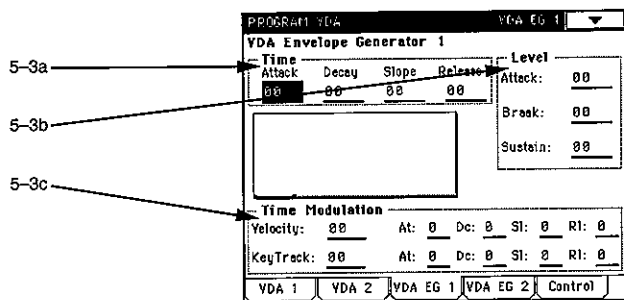 PROGRAM VDA VDA EG 1
VDA Envelope Generator 1
5-3a
Time
Attack Decay Slope Release
00 00 00 00
Level
Attack: 00
Break: 00
Sustain: 00
5-3b
5-3c
Time Modulation
Velocity: 00 At: 0 Dc: 0 Sl: 0 Rl: 0
KeyTrack: 00 At: 0 Dc: 0 Sl: 0 Rl: 0
VDA 1 VDA 2 VDA EG 1 VDA EG 2 Control